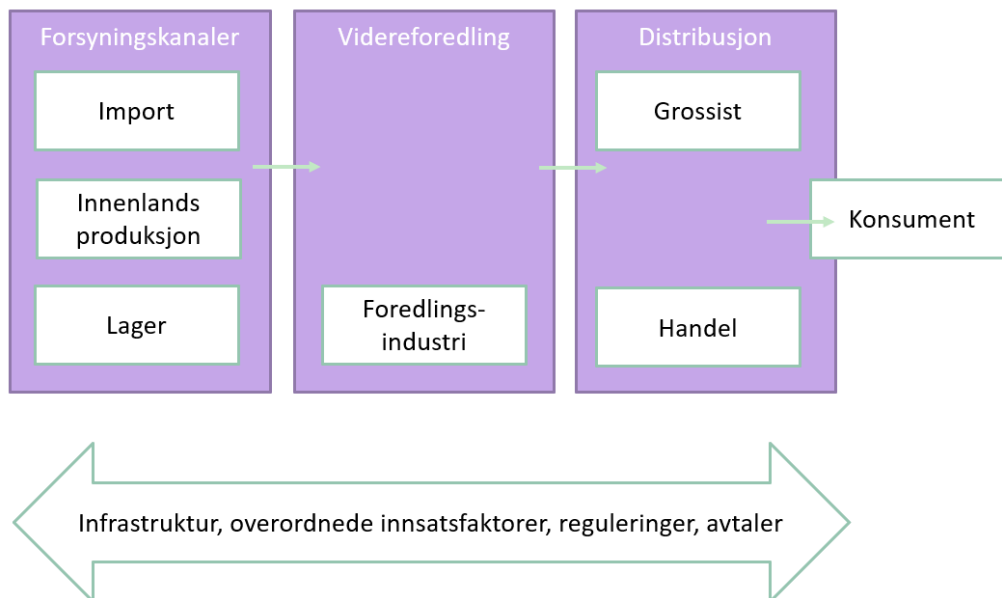 Forsyningskanaler
Import
Innenlands
produksjon
Lager
Videreforedling
Foredlings-
industri
Distribusjon
Grossist
Handel
Konsument
Infrastruktur, overordnede innsatsfaktorer, reguleringer, avtaler